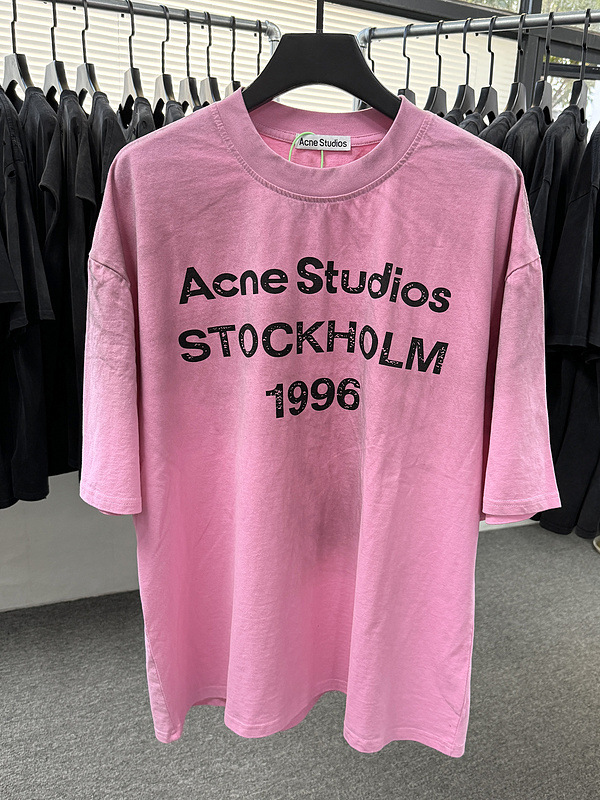 Acne Studios
Acne Studios
STOCKHOLM
1996